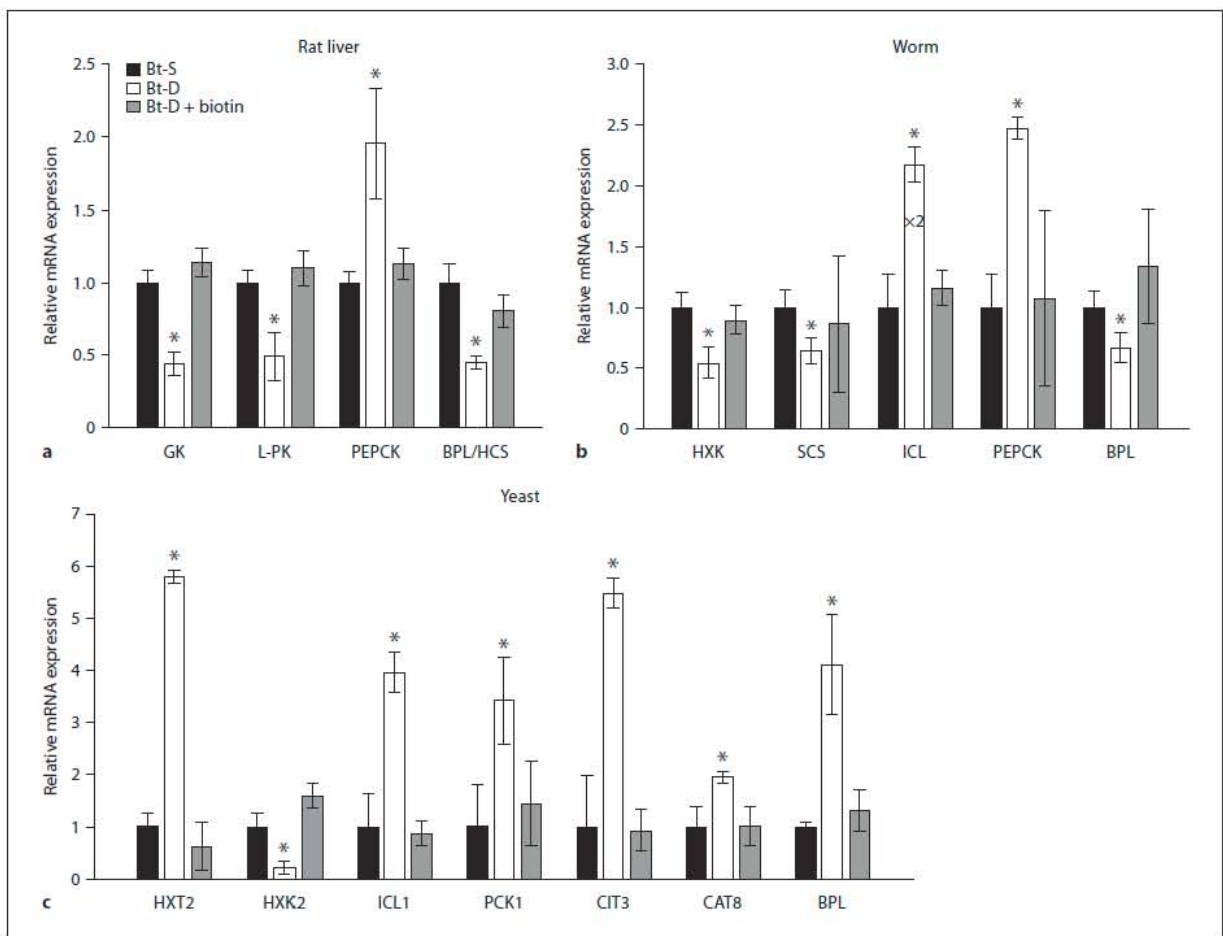 Rat liver
Relative mRNA expression
2.5
2.0
1.5
1.0
0.5
0
Bt-S
Bt-D
Bt-D + biotin
*
*
*
*
GK L-PK PEPCK BPL/HCS
a
Worm
Relative mRNA expression
3.0
2.5
2.0
1.5
1.0
0.5
0
*
*
*
×2
*
*
HXK SCS ICL PEPCK BPL
b
Yeast
Relative mRNA expression
7
6
5
4
3
2
1
0
*
*
*
*
*
*
*
HXT2 HXK2 ICL1 PCK1 CIT3 CAT8 BPL
c